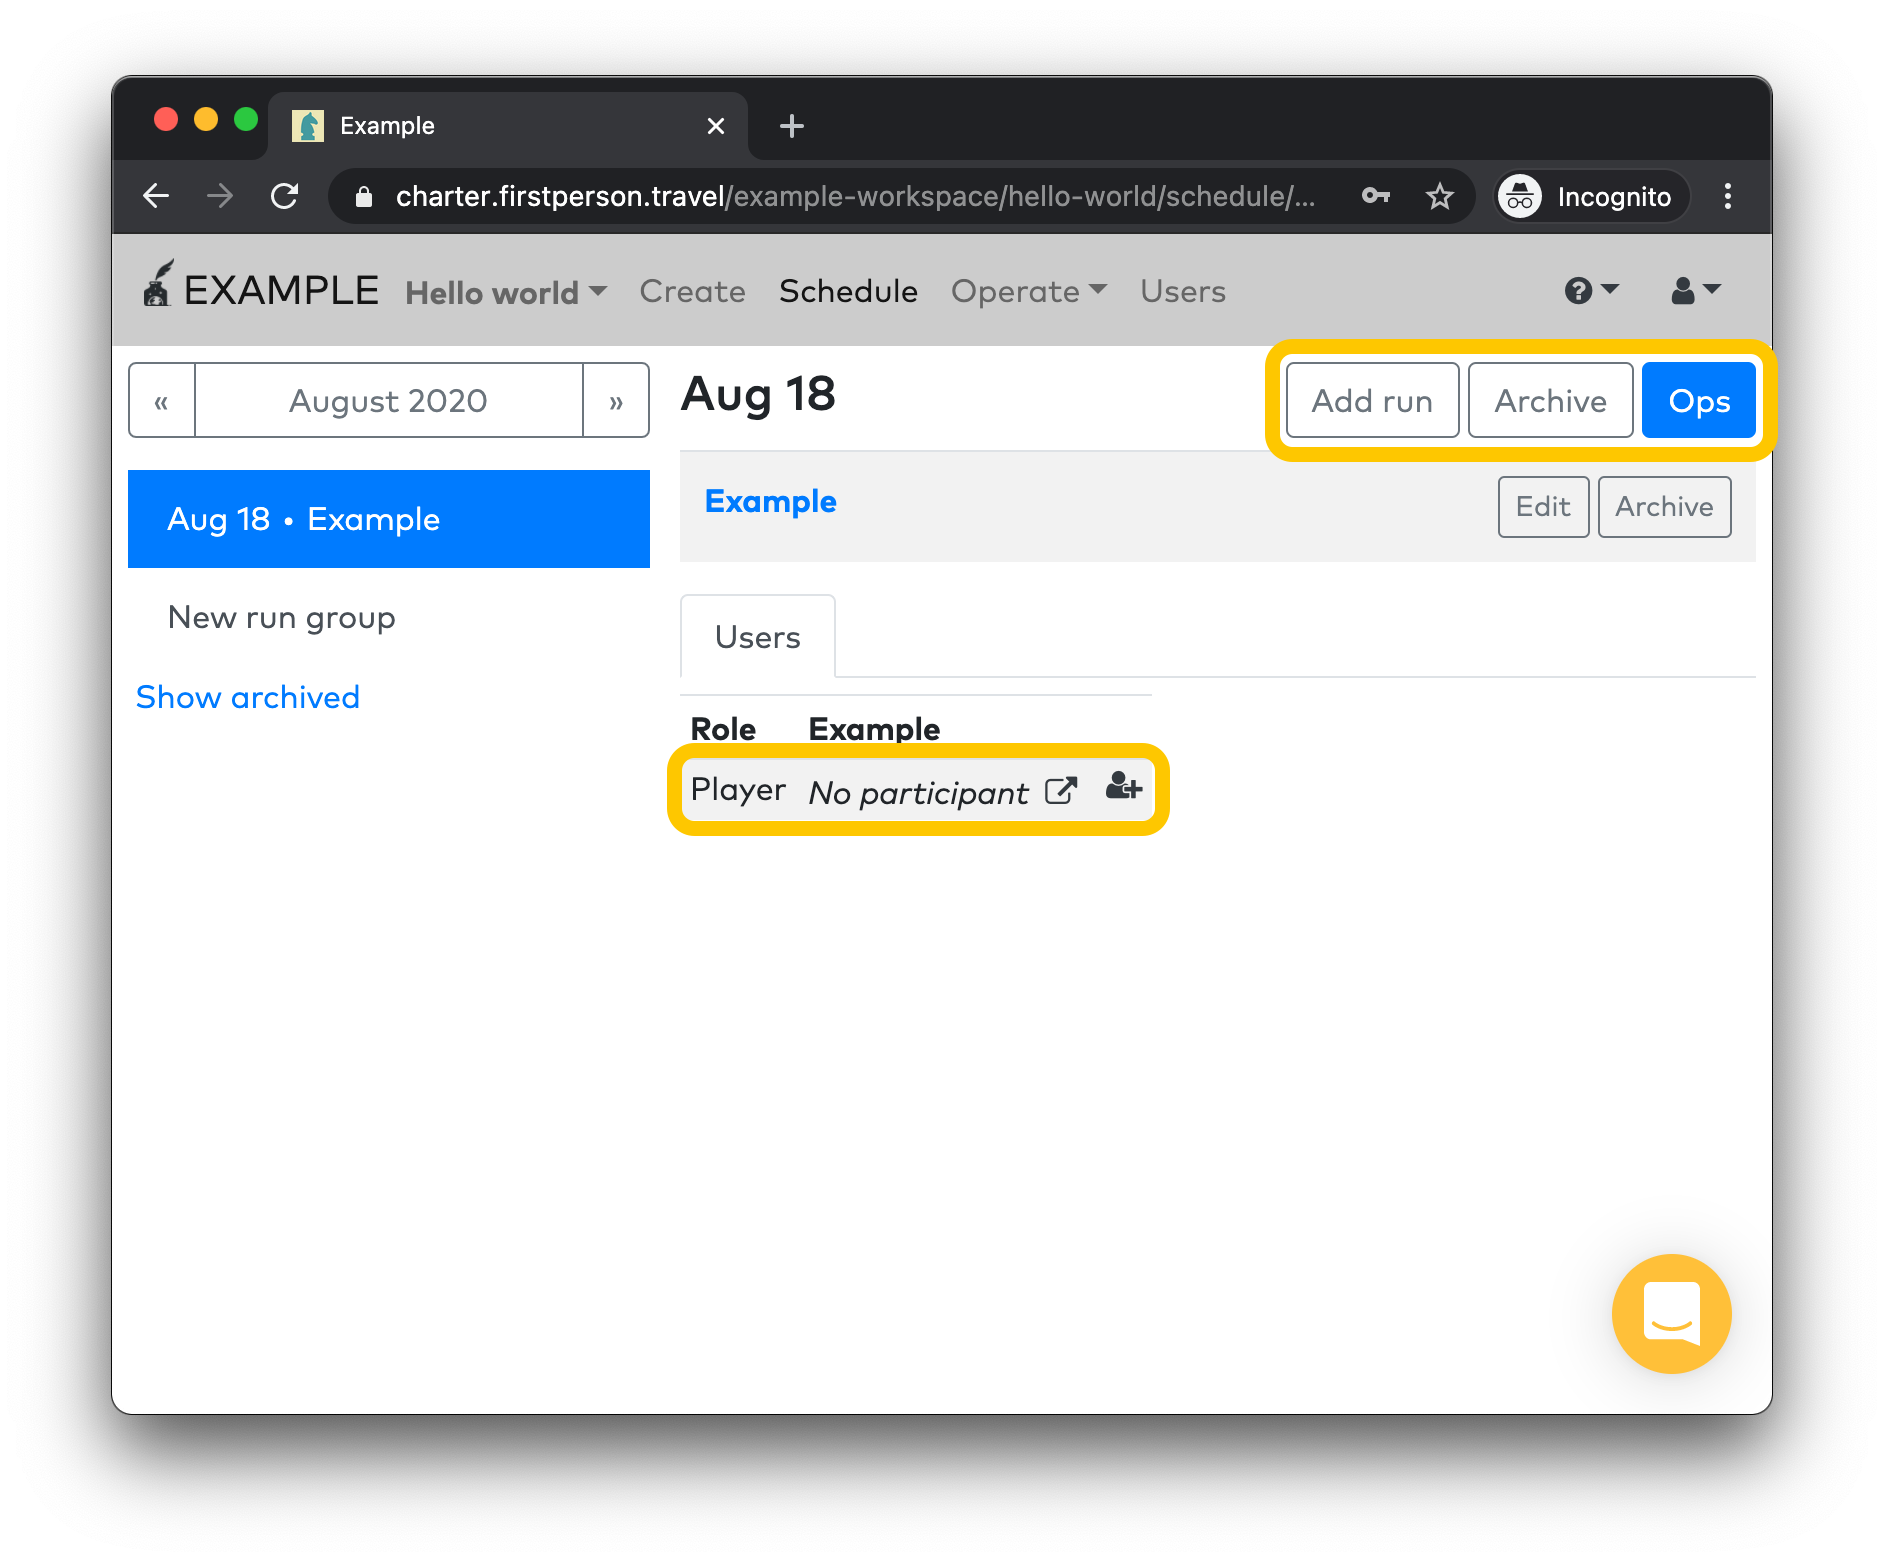 Example
charter.firstperson.travel/example-workspace/hello-world/schedule/...
Incognito
EXAMPLE Hello world Create Schedule Operate Users
« August 2020 »
Aug 18 • Example
New run group
Show archived
Aug 18
Add run Archive Ops
Example Edit Archive
Users
Role Example
Player No participant